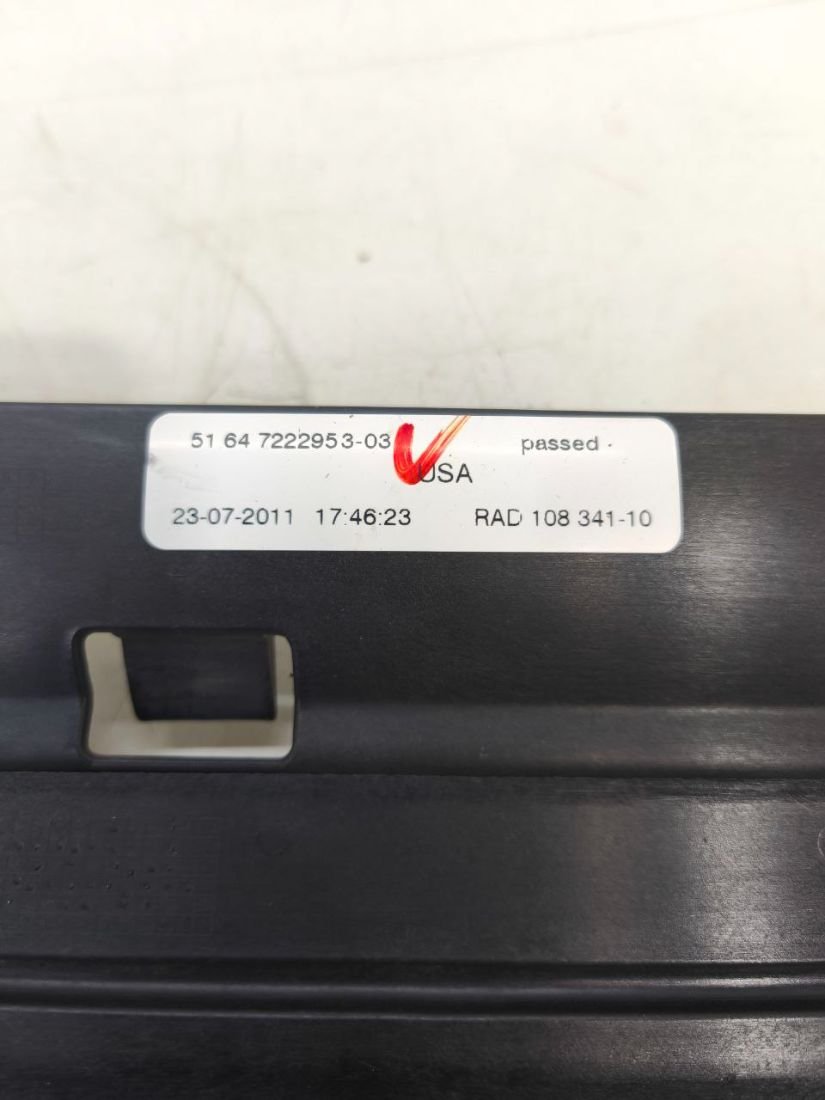 51 64 7222953-03 passed
USA
23-07-2011 17:46:23 RAD 108 341-10